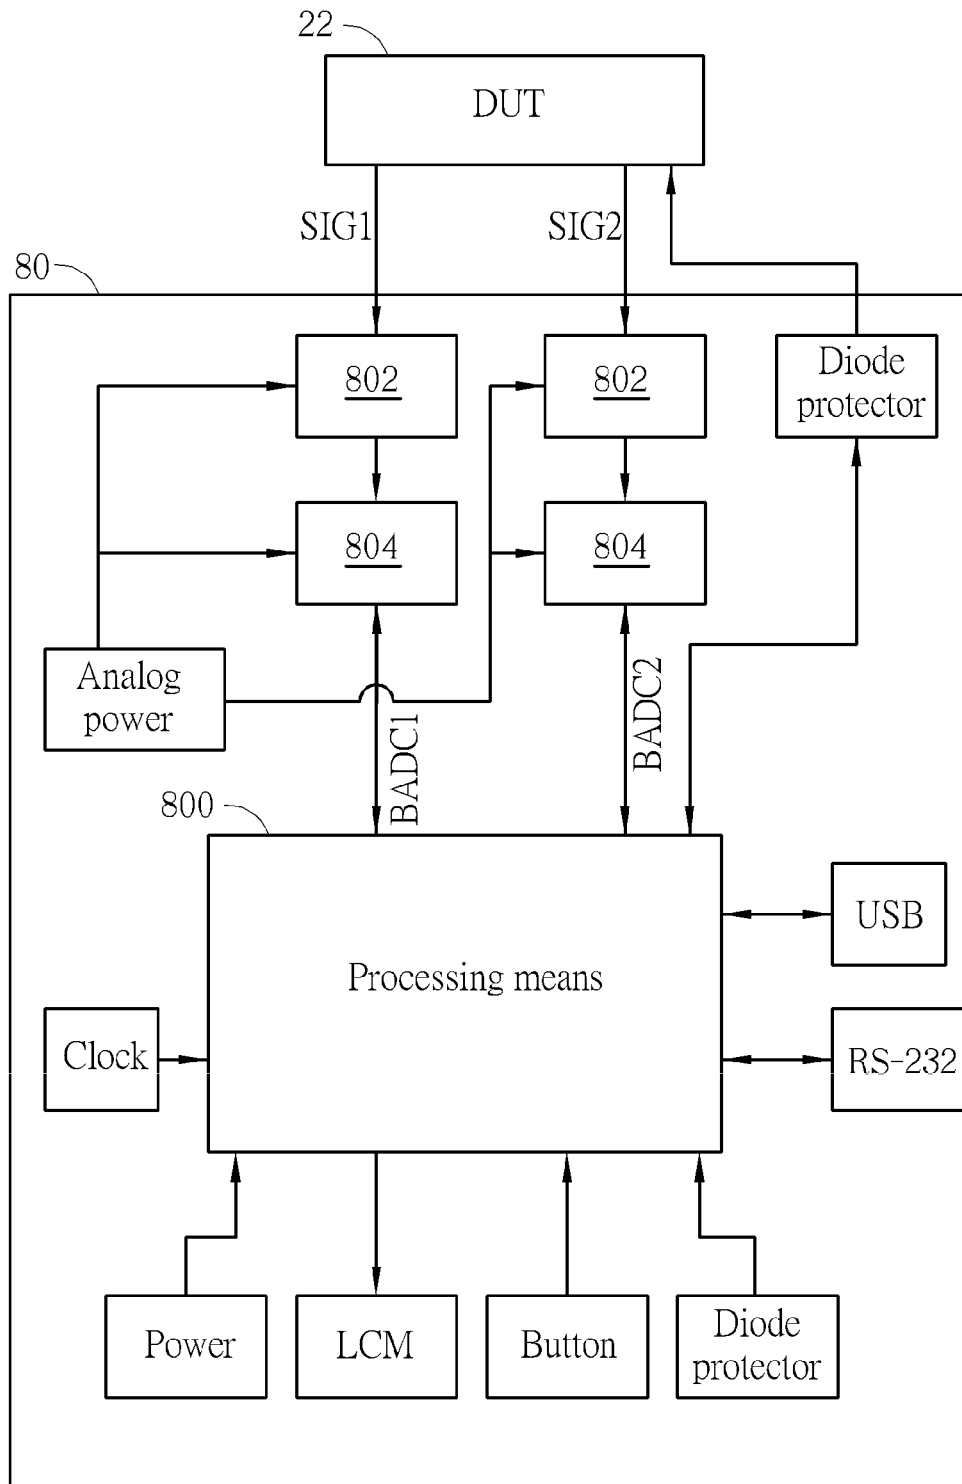 22
DUT
SIG1
SIG2
80
802
802
Diode
protector
804
804
Analog
power
BADC1
BADC2
800
USB
Processing means
Clock
RS-232
Power
LCM
Button
Diode
protector